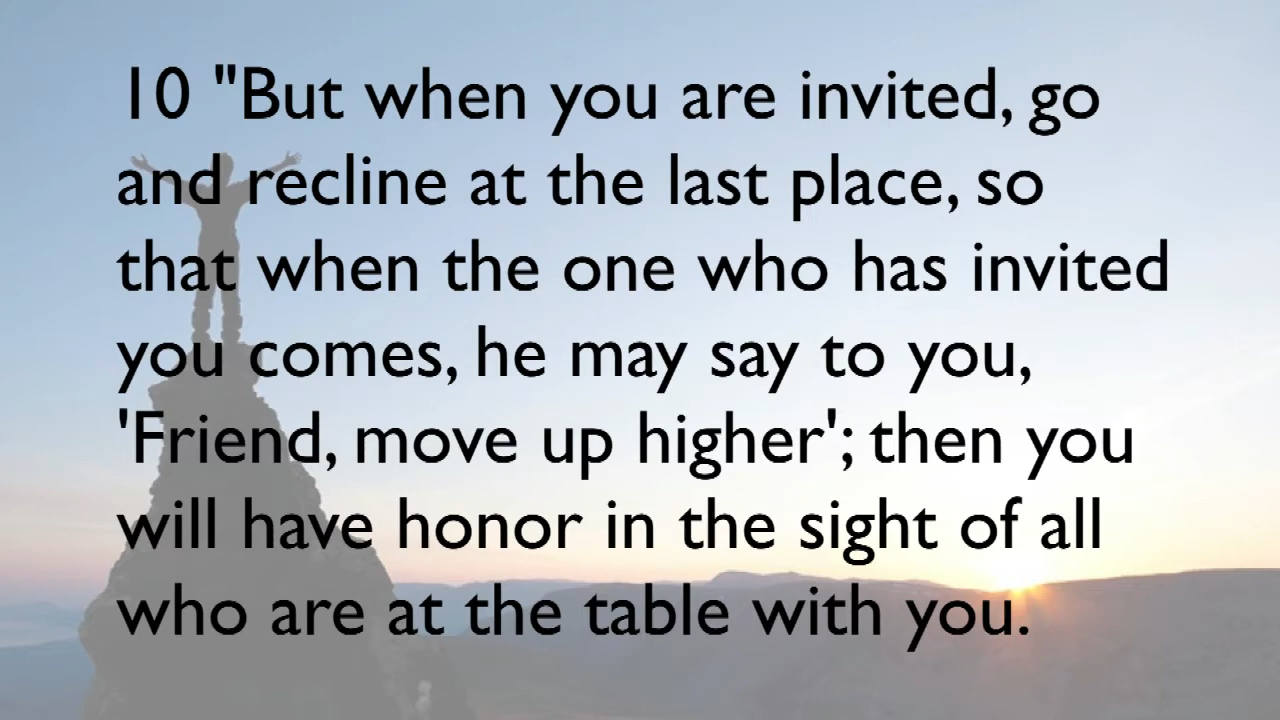 10 "But when you are invited, go
and recline at the last place, so
that when the one who has invited
you comes, he may say to you,
'Friend, move up higher'; then you
will have honor in the sight of all
who are at the table with you.